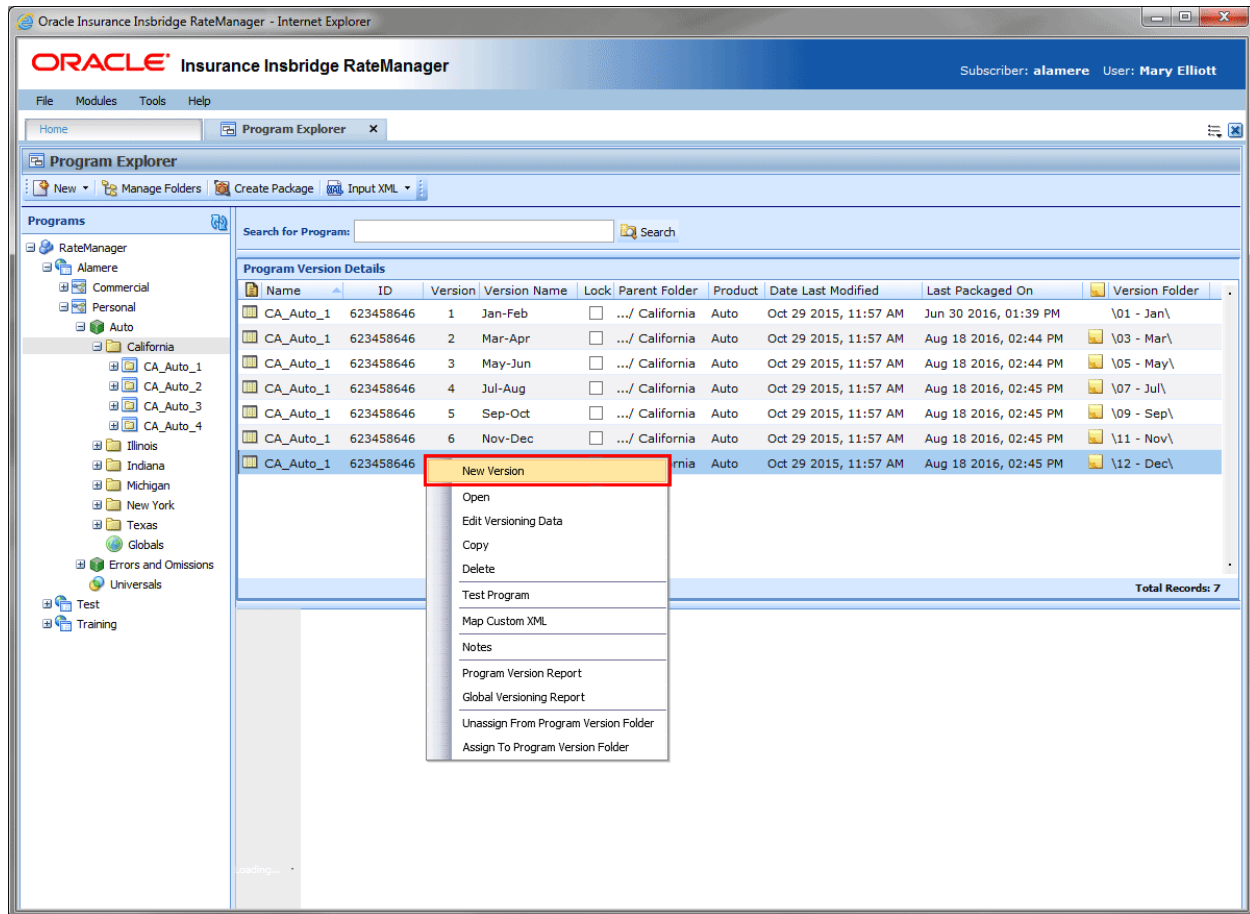 Oracle Insurance Insbridge RateManager - Internet Explorer
ORACLE Insurance Insbridge RateManager
Subscriber: alamere User: Mary Elliott
File Modules Tools Help
Home Program Explorer
Program Explorer
New Manage Folders Create Package Input XML
Programs
RateManager
Alamere
Commercial
Personal
Auto
California
CA_Auto_1
CA_Auto_2
CA_Auto_3
CA_Auto_4
Illinois
Indiana
Michigan
New York
Texas
Globals
Errors and Omissions
Universals
Test
Training
Search for Program: Search
Program Version Details
Name ID Version Version Name Lock Parent Folder Product Date Last Modified Last Packaged On Version Folder
CA_Auto_1 623458646 1 Jan-Feb .../ California Auto Oct 29 2015, 11:57 AM Jun 30 2016, 01:39 PM \01 - Jan\
CA_Auto_1 623458646 2 Mar-Apr .../ California Auto Oct 29 2015, 11:57 AM Aug 18 2016, 02:44 PM \03 - Mar\
CA_Auto_1 623458646 3 May-Jun .../ California Auto Oct 29 2015, 11:57 AM Aug 18 2016, 02:44 PM \05 - May\
CA_Auto_1 623458646 4 Jul-Aug .../ California Auto Oct 29 2015, 11:57 AM Aug 18 2016, 02:45 PM \07 - Jul\
CA_Auto_1 623458646 5 Sep-Oct .../ California Auto Oct 29 2015, 11:57 AM Aug 18 2016, 02:45 PM \09 - Sep\
CA_Auto_1 623458646 6 Nov-Dec .../ California Auto Oct 29 2015, 11:57 AM Aug 18 2016, 02:45 PM \11 - Nov\
CA_Auto_1 623458646 rnia Auto Oct 29 2015, 11:57 AM Aug 18 2016, 02:45 PM \12 - Dec\
New Version
Open
Edit Versioning Data
Copy
Delete
Test Program
Map Custom XML
Notes
Program Version Report
Global Versioning Report
Unassign From Program Version Folder
Assign To Program Version Folder
Total Records: 7
Loading...